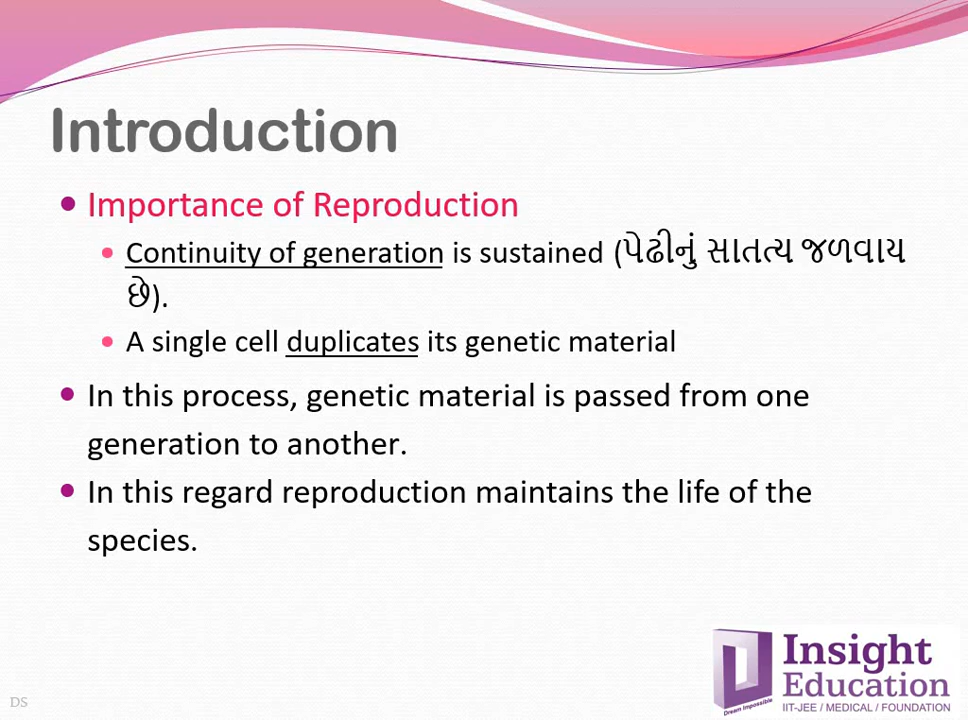 Introduction
Importance of Reproduction
Continuity of generation is sustained (પેઢીનું સાતત્ય જળવાય
છે).
A single cell duplicates its genetic material
In this process, genetic material is passed from one
generation to another.
In this regard reproduction maintains the life of the
species.
Insight
Education
IIT-JEE / MEDICAL / FOUNDATION
Dream Impossible
DS